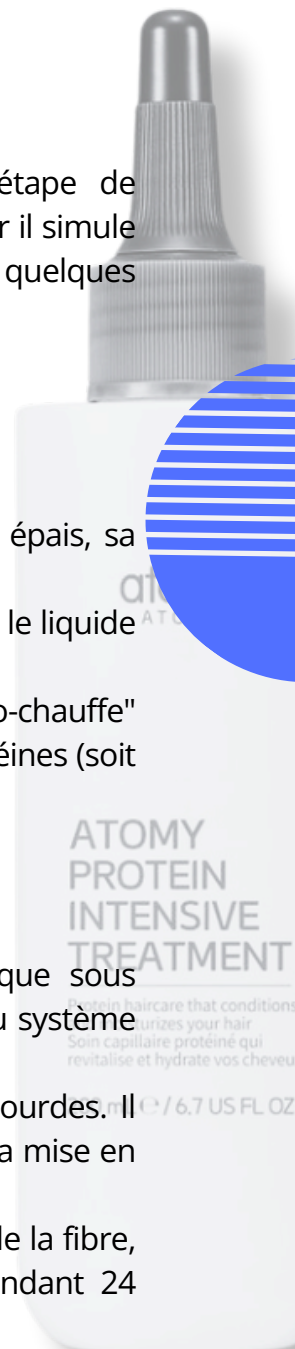 étape de
r il simule
quelques
épais, sa
le liquide
o-chauffe"
éines (soit
ATOMY
PROTEIN
INTENSIVE
TREATMENT
que sous
u système
Protein haircare that conditions
your hair
Soin capillaire protéiné qui
revitalise et hydrate vos cheveu
ourdes. Il
mL ℮ / 6.7 US FL OZ
a mise en
le la fibre,
ndant 24